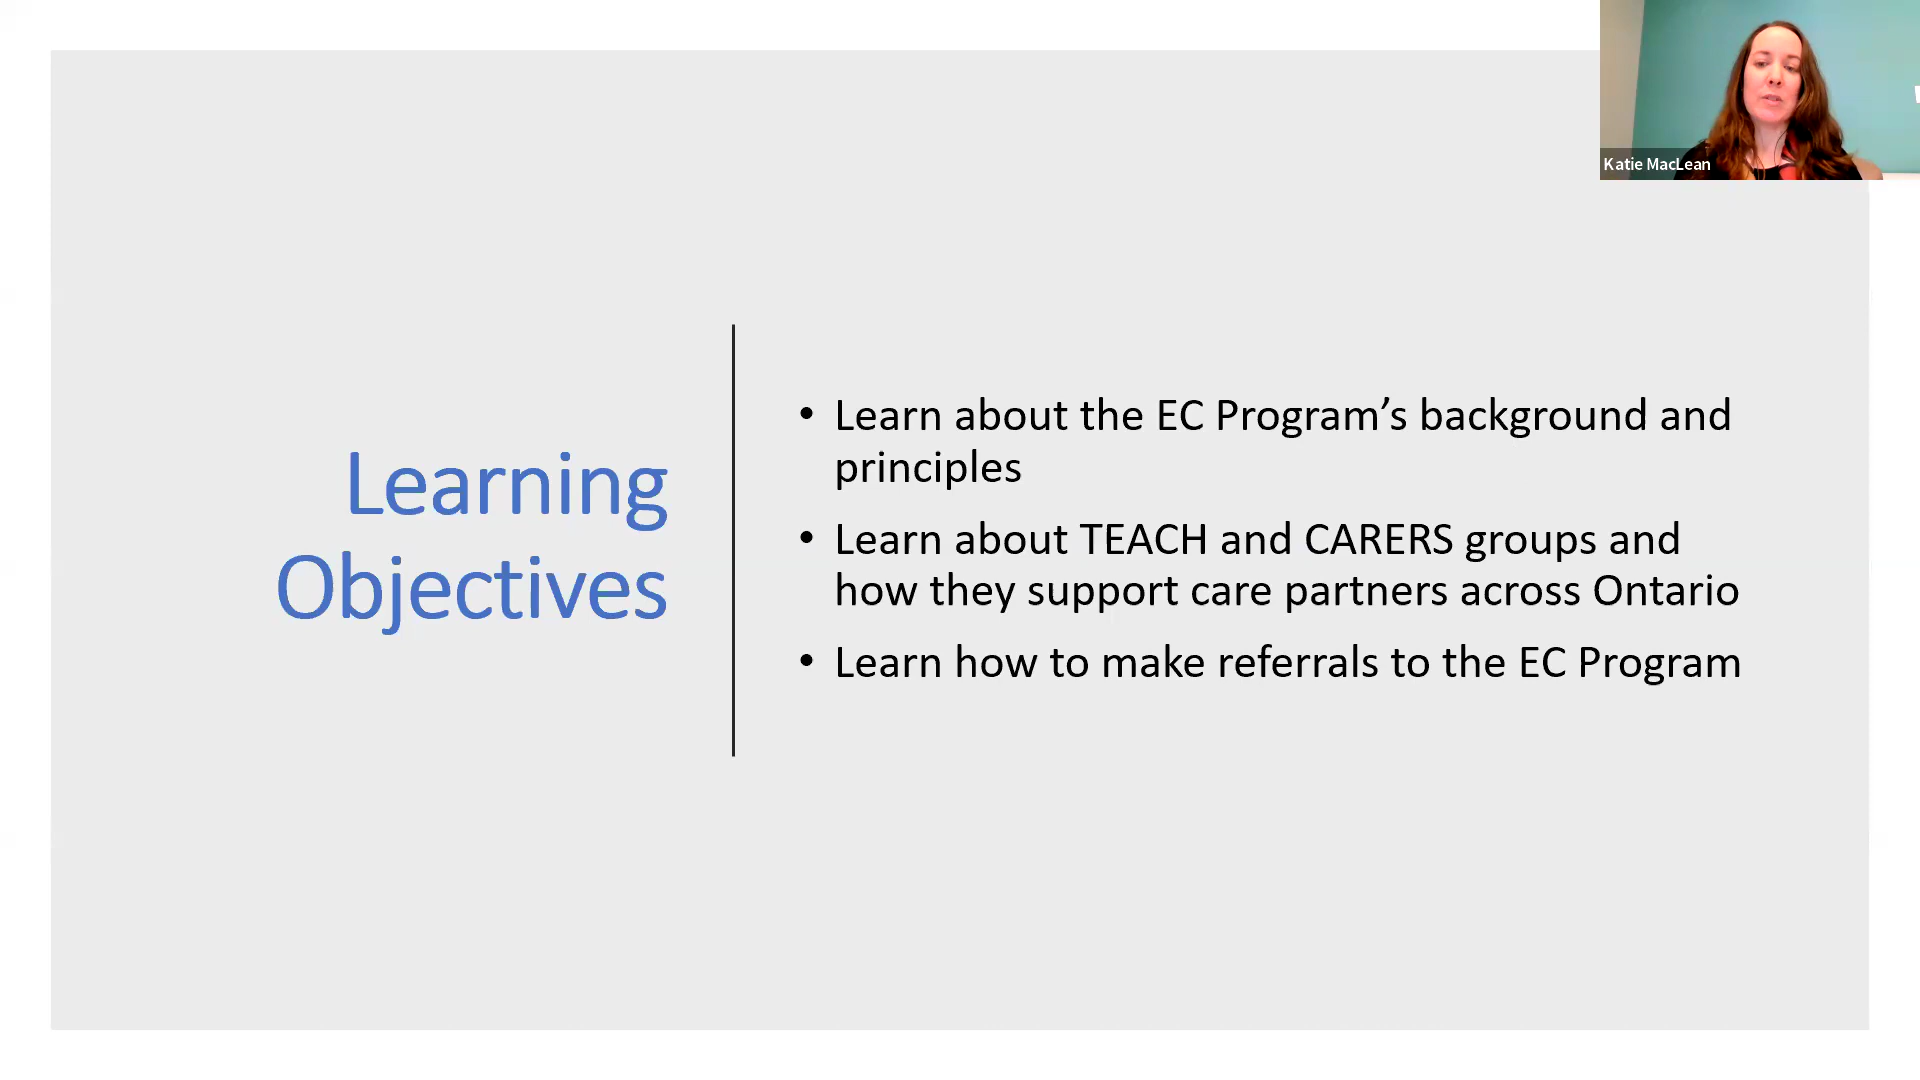 Katie MacLean
Learning
Objectives
• Learn about the EC Program’s background and
principles
• Learn about TEACH and CARERS groups and
how they support care partners across Ontario
• Learn how to make referrals to the EC Program